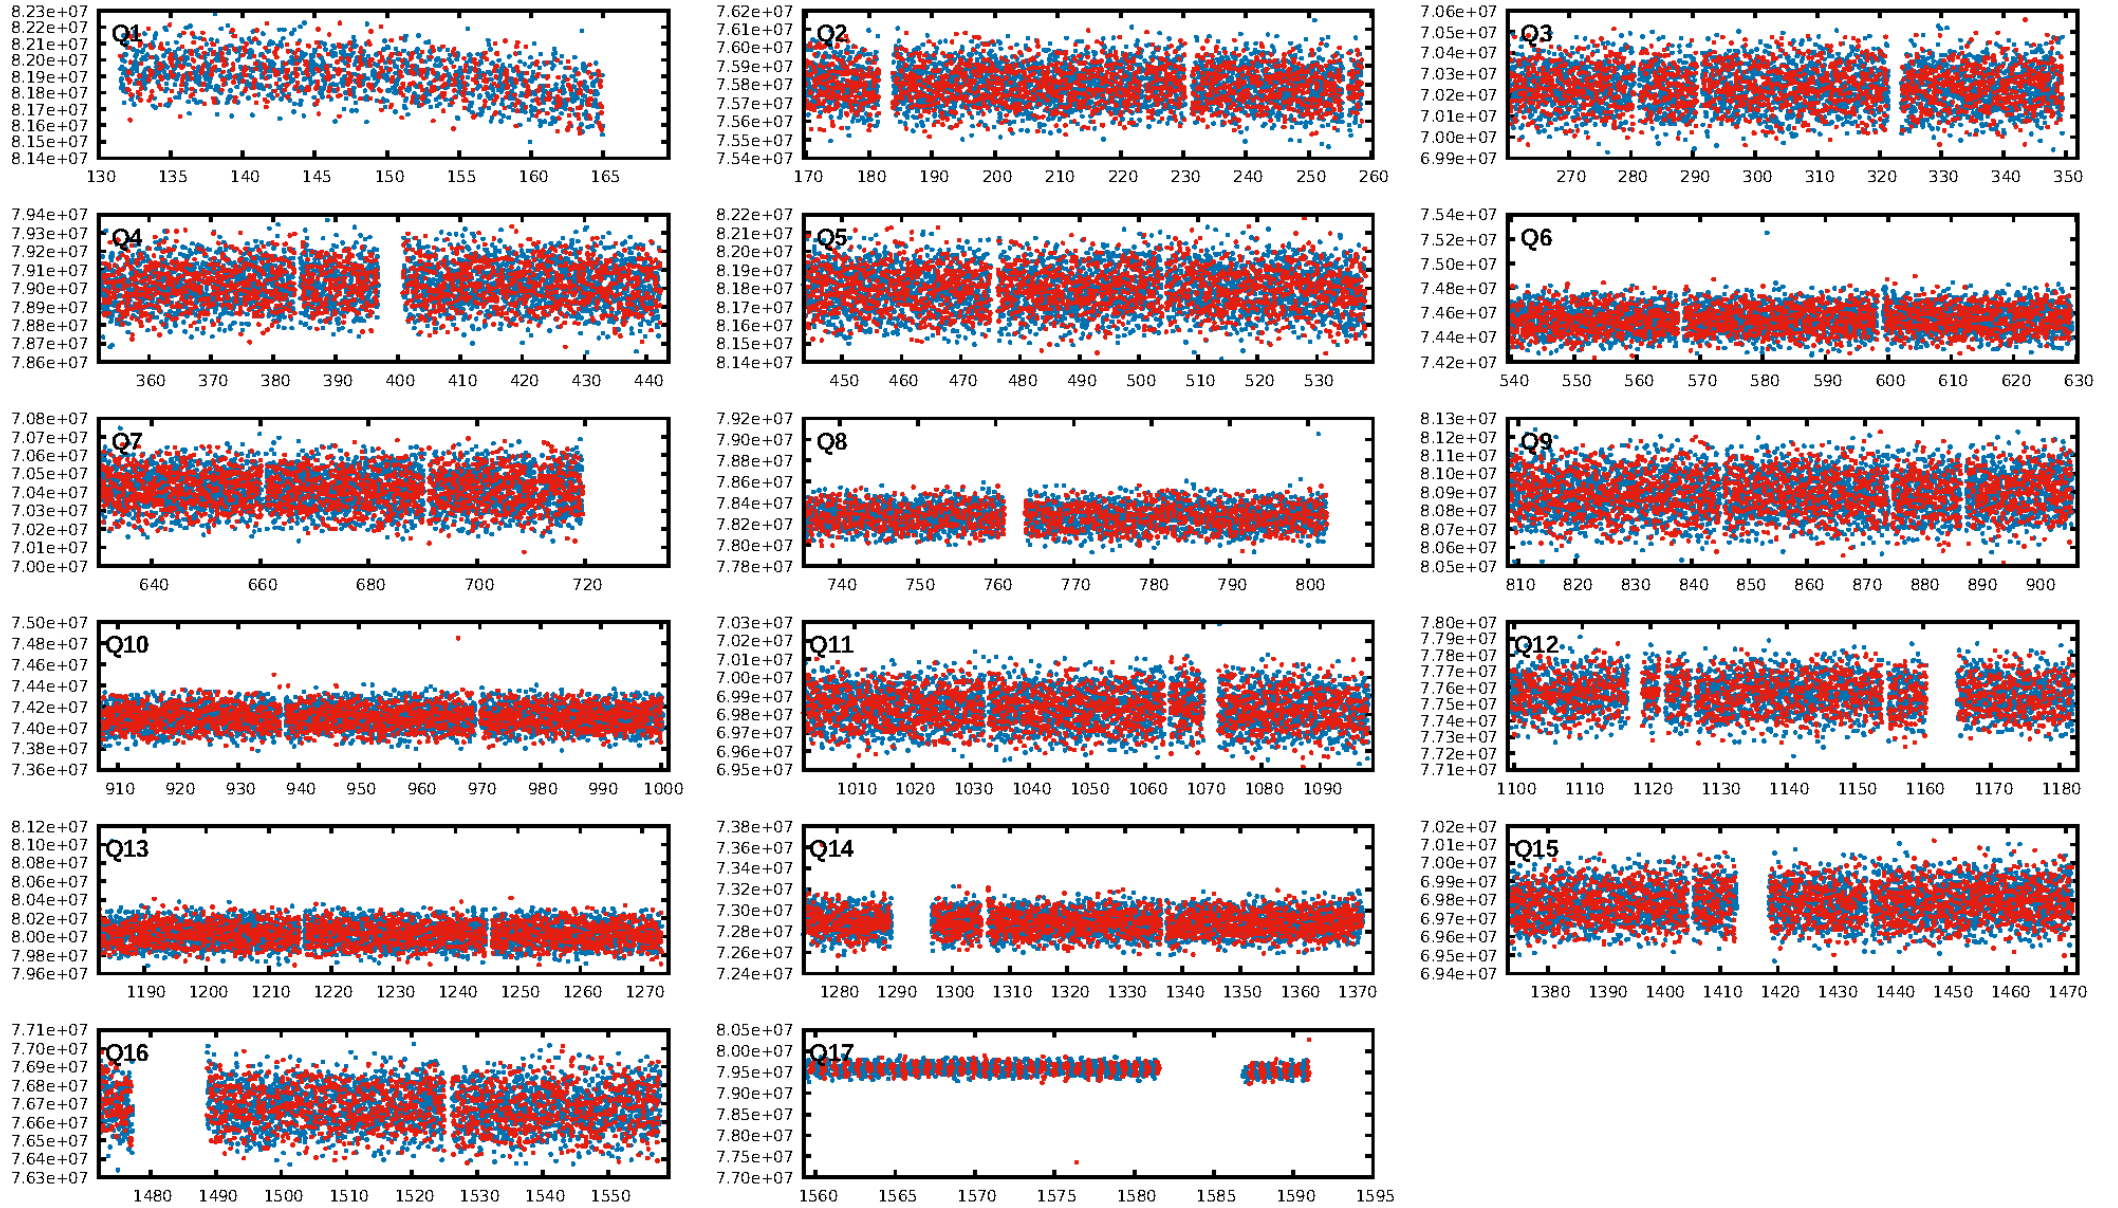 Q1
8.23e+07
8.22e+07
8.21e+07
8.20e+07
8.19e+07
8.18e+07
8.17e+07
8.16e+07
8.15e+07
8.14e+07
130 135 140 145 150 155 160 165
Q2
7.62e+07
7.61e+07
7.60e+07
7.59e+07
7.58e+07
7.57e+07
7.56e+07
7.55e+07
7.54e+07
170 180 190 200 210 220 230 240 250 260
Q3
7.06e+07
7.05e+07
7.04e+07
7.03e+07
7.02e+07
7.01e+07
7.00e+07
6.99e+07
270 280 290 300 310 320 330 340 350
Q4
7.94e+07
7.93e+07
7.92e+07
7.91e+07
7.90e+07
7.89e+07
7.88e+07
7.87e+07
7.86e+07
360 370 380 390 400 410 420 430 440
Q5
8.22e+07
8.21e+07
8.20e+07
8.19e+07
8.18e+07
8.17e+07
8.16e+07
8.15e+07
8.14e+07
450 460 470 480 490 500 510 520 530
Q6
7.54e+07
7.52e+07
7.50e+07
7.48e+07
7.46e+07
7.44e+07
7.42e+07
540 550 560 570 580 590 600 610 620 630
Q7
7.08e+07
7.07e+07
7.06e+07
7.05e+07
7.04e+07
7.03e+07
7.02e+07
7.01e+07
7.00e+07
640 660 680 700 720
Q8
7.92e+07
7.90e+07
7.88e+07
7.86e+07
7.84e+07
7.82e+07
7.80e+07
7.78e+07
740 750 760 770 780 790 800
Q9
8.13e+07
8.12e+07
8.11e+07
8.10e+07
8.09e+07
8.08e+07
8.07e+07
8.06e+07
8.05e+07
810 820 830 840 850 860 870 880 890 900
Q10
7.50e+07
7.48e+07
7.46e+07
7.44e+07
7.42e+07
7.40e+07
7.38e+07
7.36e+07
910 920 930 940 950 960 970 980 990 1000
Q11
7.03e+07
7.02e+07
7.01e+07
7.00e+07
6.99e+07
6.98e+07
6.97e+07
6.96e+07
6.95e+07
1010 1020 1030 1040 1050 1060 1070 1080 1090
Q12
7.80e+07
7.79e+07
7.78e+07
7.77e+07
7.76e+07
7.75e+07
7.74e+07
7.73e+07
7.72e+07
7.71e+07
1100 1110 1120 1130 1140 1150 1160 1170 1180
Q13
8.12e+07
8.10e+07
8.08e+07
8.06e+07
8.04e+07
8.02e+07
8.00e+07
7.98e+07
7.96e+07
1190 1200 1210 1220 1230 1240 1250 1260 1270
Q14
7.38e+07
7.36e+07
7.34e+07
7.32e+07
7.30e+07
7.28e+07
7.26e+07
7.24e+07
1280 1290 1300 1310 1320 1330 1340 1350 1360 1370
Q15
7.02e+07
7.01e+07
7.00e+07
6.99e+07
6.98e+07
6.97e+07
6.96e+07
6.95e+07
6.94e+07
1380 1390 1400 1410 1420 1430 1440 1450 1460 1470
Q16
7.71e+07
7.70e+07
7.69e+07
7.68e+07
7.67e+07
7.66e+07
7.65e+07
7.64e+07
7.63e+07
1480 1490 1500 1510 1520 1530 1540 1550
Q17
8.05e+07
8.00e+07
7.95e+07
7.90e+07
7.85e+07
7.80e+07
7.75e+07
7.70e+07
1560 1565 1570 1575 1580 1585 1590 1595